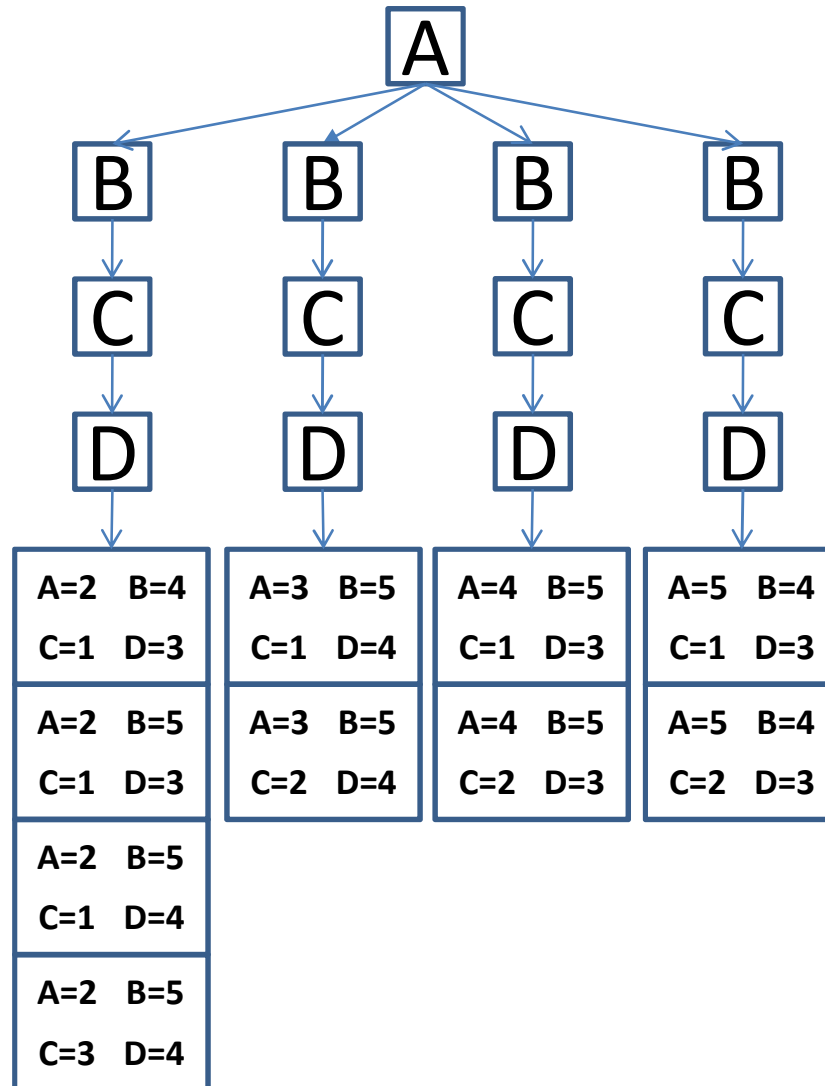 A
B B B B
C C C C
D D D D
A=2 B=4 A=3 B=5 A=4 B=5 A=5 B=4
C=1 D=3 C=1 D=4 C=1 D=3 C=1 D=3
A=2 B=5 A=3 B=5 A=4 B=5 A=5 B=4
C=1 D=3 C=2 D=4 C=2 D=3 C=2 D=3
A=2 B=5
C=1 D=4
A=2 B=5
C=3 D=4